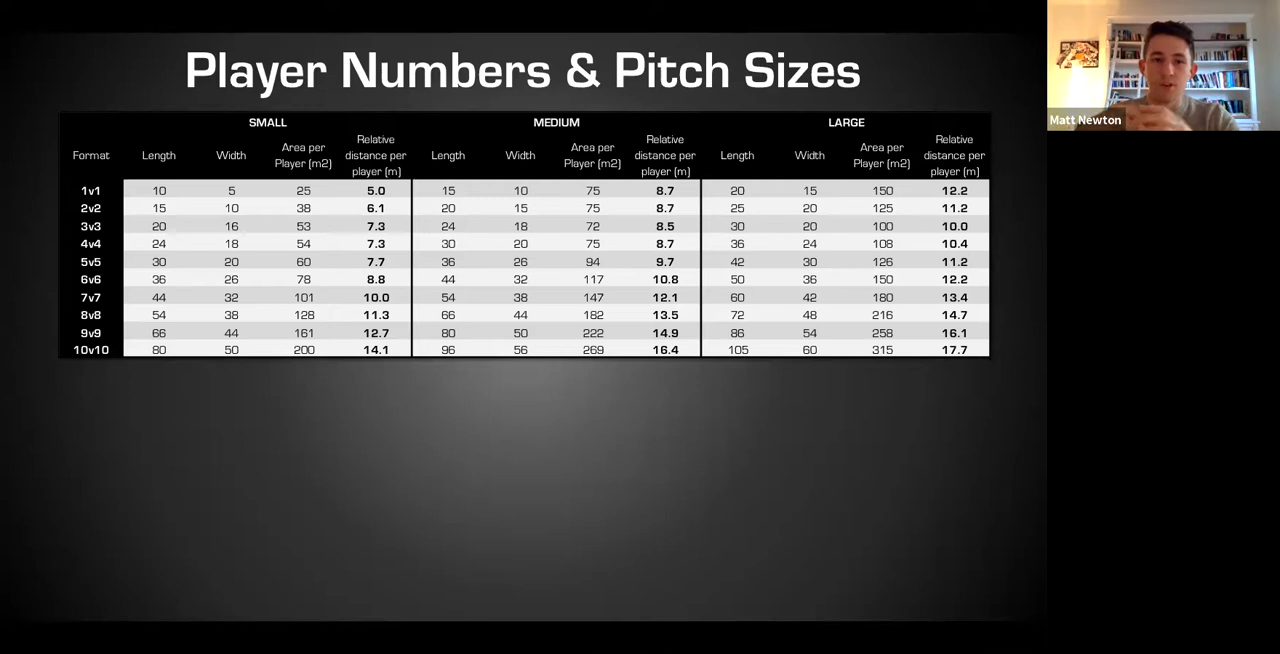 Player Numbers & Pitch Sizes
SMALL MEDIUM LARGE
Format Length Width Area per Player (m2) Relative distance per player (m) Length Width Area per Player (m2) Relative distance per player (m) Length Width Area per Player (m2) Relative distance per player (m)
1v1 10 5 25 5.0 15 10 75 8.7 20 15 150 12.2
2v2 15 10 38 6.1 20 15 75 8.7 25 20 125 11.2
3v3 20 16 53 7.3 24 18 72 8.5 30 20 100 10.0
4v4 24 18 54 7.3 30 20 75 8.7 36 24 108 10.4
5v5 30 20 60 7.7 36 26 94 9.7 42 30 126 11.2
6v6 36 26 78 8.8 44 32 117 10.8 50 36 150 12.2
7v7 44 32 101 10.0 54 38 147 12.1 60 42 180 13.4
8v8 54 38 128 11.3 66 44 182 13.5 72 48 216 14.7
9v9 66 44 161 12.7 80 50 222 14.9 86 54 258 16.1
10v10 80 50 200 14.1 96 56 269 16.4 105 60 315 17.7
Matt Newton